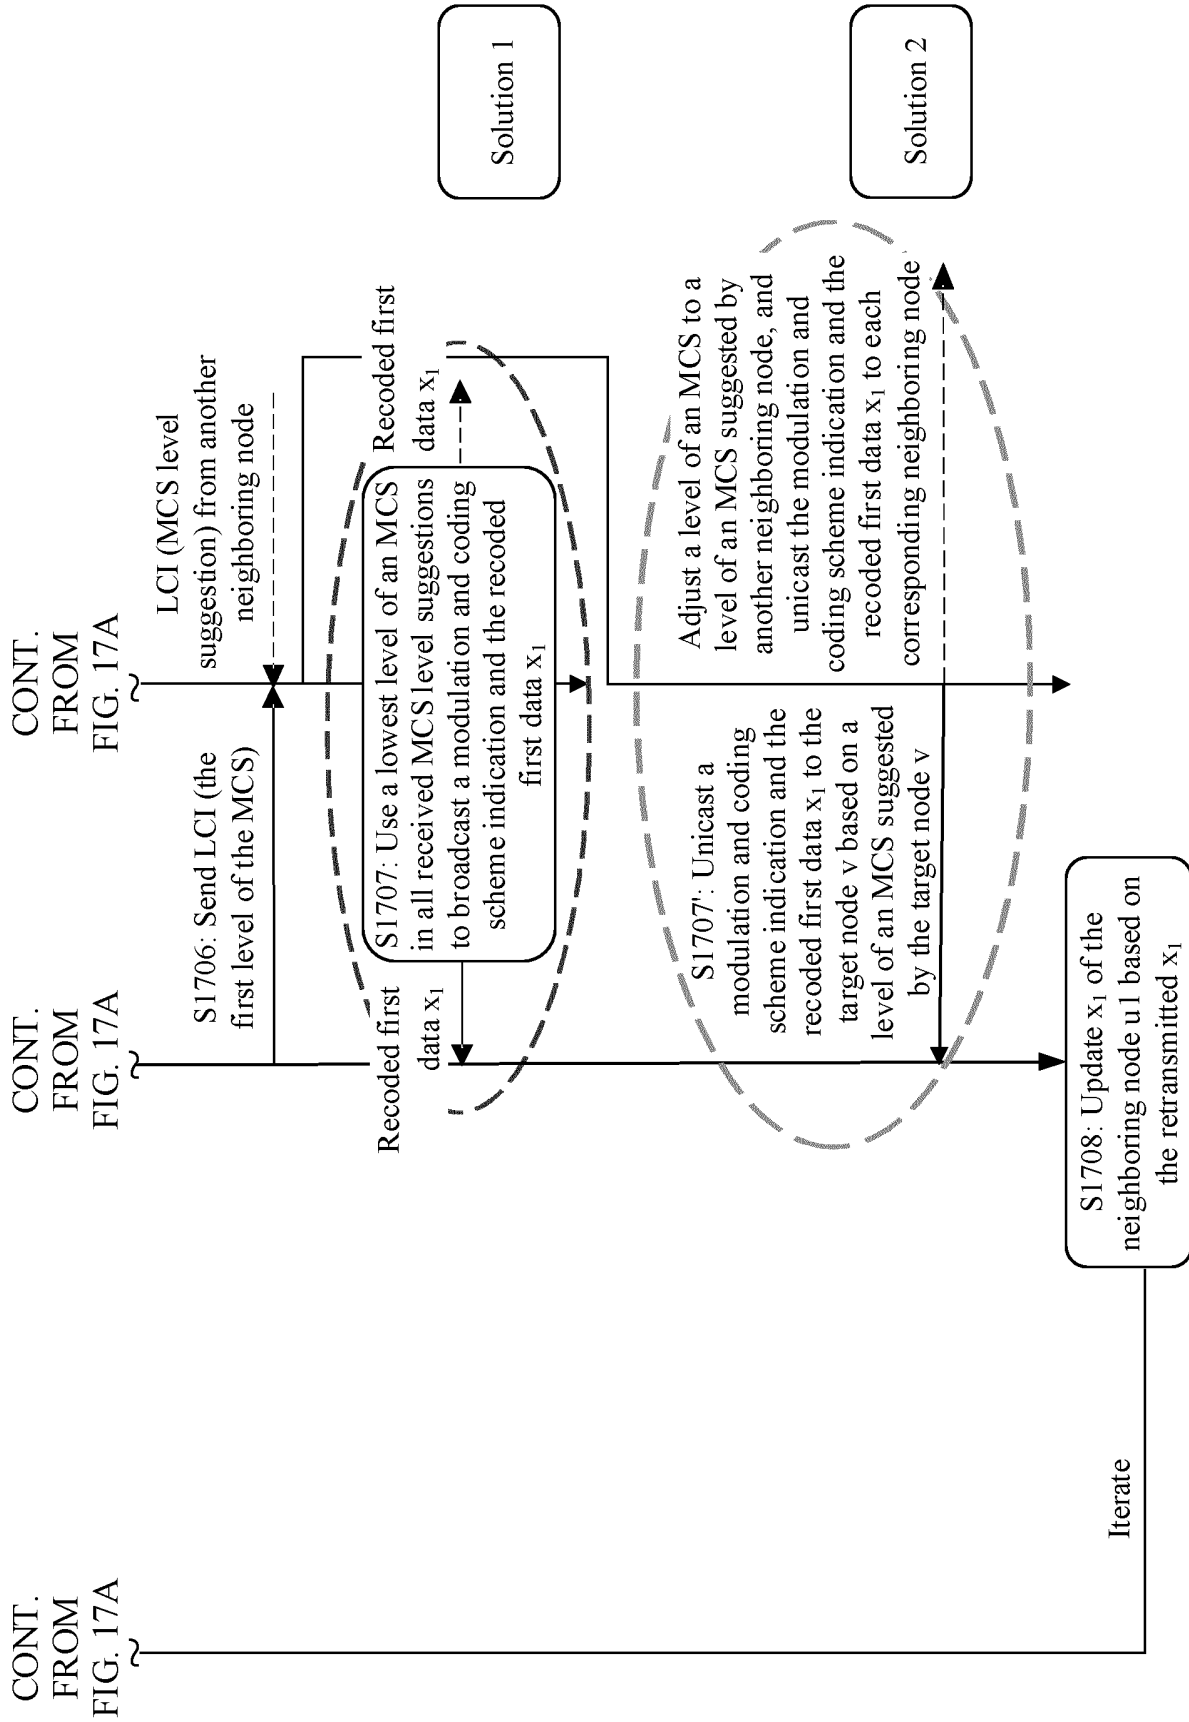 CONT.
FROM
FIG. 17A
CONT.
FROM
FIG. 17A
CONT.
FROM
FIG. 17A
S1706: Send LCI (the
first level of the MCS)
LCI (MCS level
suggestion) from another
neighboring node
Recoded first
data x₁
S1707: Use a lowest level of an MCS
in all received MCS level suggestions
to broadcast a modulation and coding
scheme indication and the recoded
first data x₁
Recoded first
data x₁
Solution 1
S1707': Unicast a
modulation and coding
scheme indication and the
recoded first data x₁ to the
target node v based on a
level of an MCS suggested
by the target node v
Adjust a level of an MCS to a
level of an MCS suggested by
another neighboring node, and
unicast the modulation and
coding scheme indication and the
recoded first data x₁ to each
corresponding neighboring node
Solution 2
S1708: Update x₁ of the
neighboring node u1 based on
the retransmitted x₁
Iterate